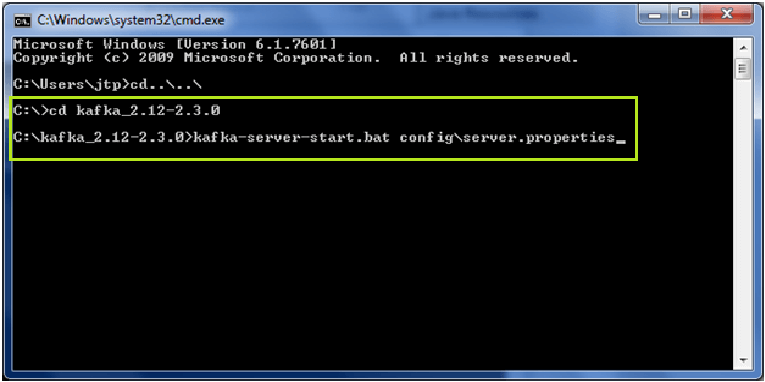 C:\Windows\system32\cmd.exe
Microsoft Windows [Version 6.1.7601]
Copyright (c) 2009 Microsoft Corporation.  All rights reserved.
C:\Users\jtp>cd..\..\
C:\>cd kafka_2.12-2.3.0
C:\kafka_2.12-2.3.0>kafka-server-start.bat config\server.properties_